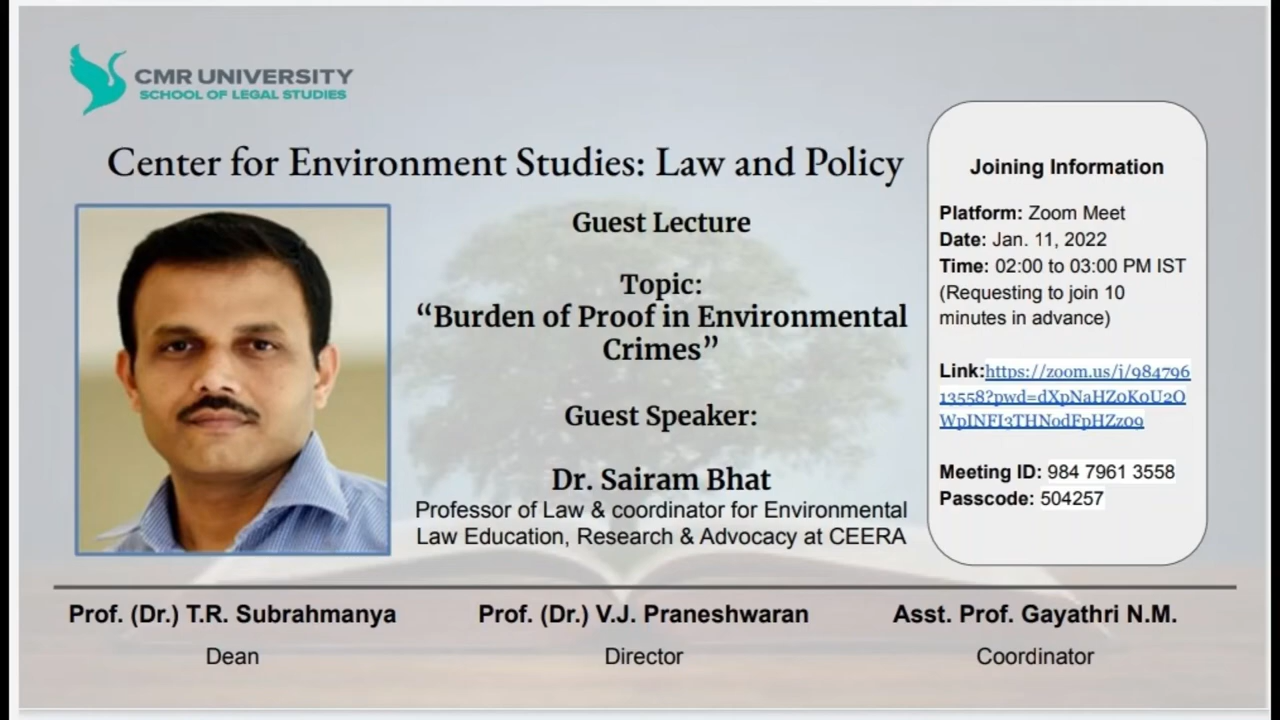 CMR UNIVERSITY
SCHOOL OF LEGAL STUDIES
Center for Environment Studies: Law and Policy
Guest Lecture
Topic:
“Burden of Proof in Environmental
Crimes”
Guest Speaker:
Dr. Sairam Bhat
Professor of Law & coordinator for Environmental
Law Education, Research & Advocacy at CEERA
Joining Information
Platform: Zoom Meet
Date: Jan. 11, 2022
Time: 02:00 to 03:00 PM IST
(Requesting to join 10
minutes in advance)
Link:https://zoom.us/j/984796
13558?pwd=dXpNaHZ0K0U2O
WpINFI3THNodFpHZz09
Meeting ID: 984 7961 3558
Passcode: 504257
Prof. (Dr.) T.R. Subrahmanya
Dean
Prof. (Dr.) V.J. Praneshwaran
Director
Asst. Prof. Gayathri N.M.
Coordinator